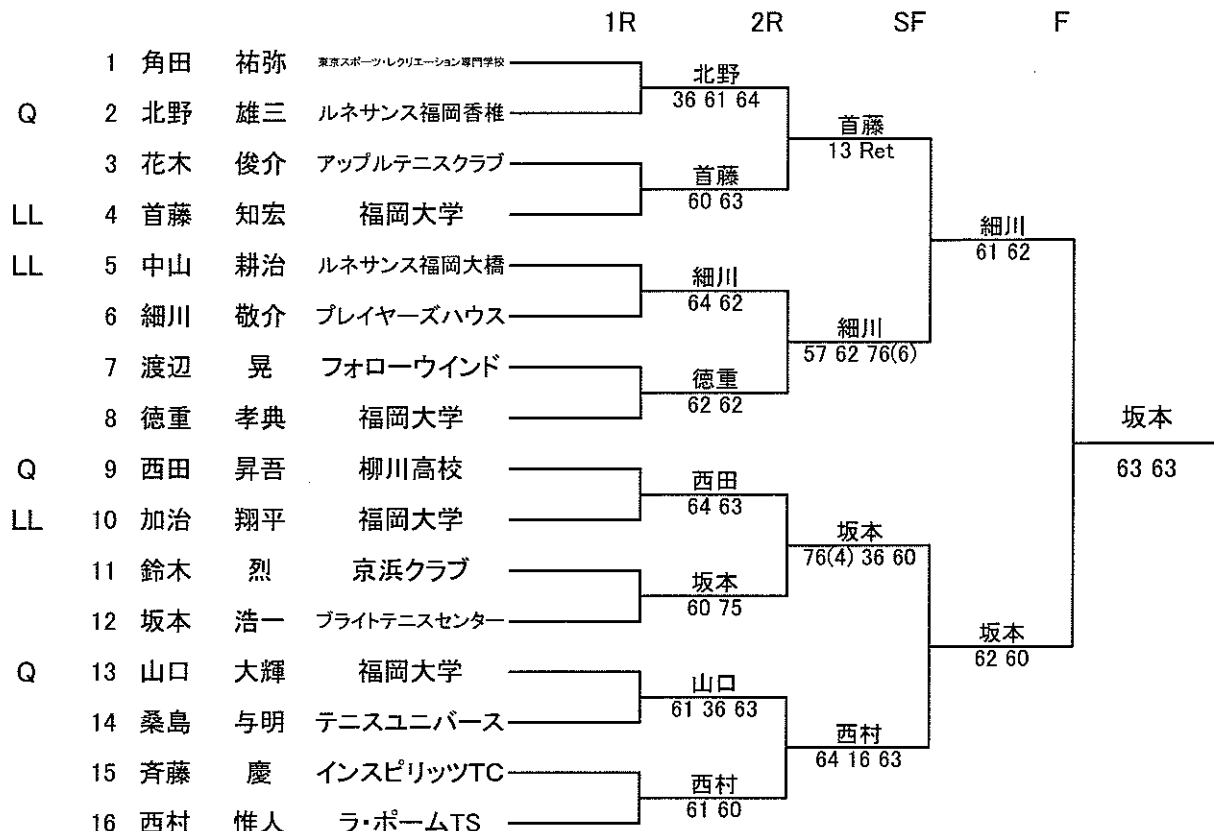 1R 2R SF F
1 角田 祐弥 東京スポーツ・レクリエーション専門学校
北野
36 61 64
Q 2 北野 雄三 ルネサンス福岡香椎
首藤
13 Ret
3 花木 俊介 アップルテニスクラブ
首藤
60 63
LL 4 首藤 知宏 福岡大学
細川
61 62
LL 5 中山 耕治 ルネサンス福岡大橋
細川
64 62
6 細川 敬介 プレイヤーズハウス
細川
57 62 76(6)
7 渡辺 晃 フォローウインド
徳重
62 62
8 徳重 孝典 福岡大学
坂本
63 63
Q 9 西田 昇吾 柳川高校
西田
64 63
LL 10 加治 翔平 福岡大学
坂本
76(4) 36 60
11 鈴木 烈 京浜クラブ
坂本
60 75
12 坂本 浩一 ブライトテニスセンター
坂本
62 60
Q 13 山口 大輝 福岡大学
山口
61 36 63
14 桑島 与明 テニスユニバース
西村
64 16 63
15 斉藤 慶 インスピリッツTC
西村
61 60
16 西村 惟人 ラ・ポームTS